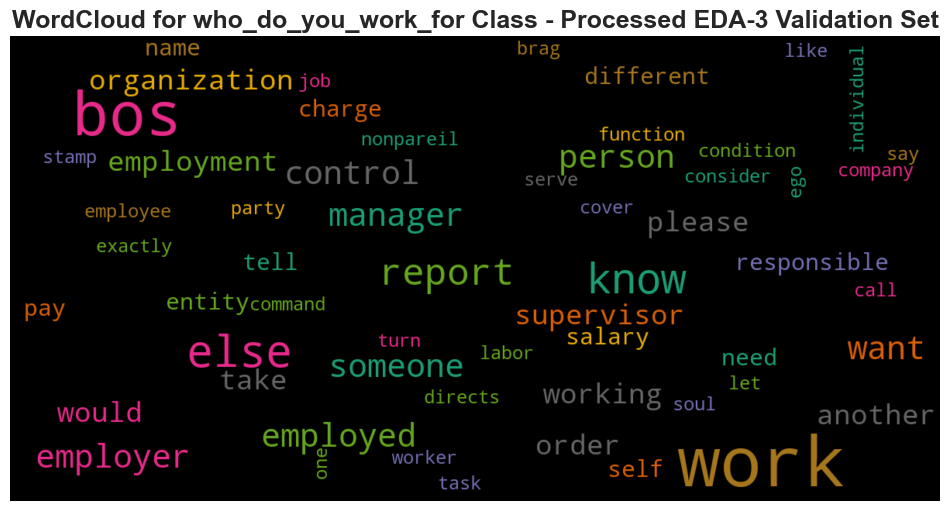 WordCloud for who_do_you_work_for Class - Processed EDA-3 Validation Set
name
brag
like
organization
job
different
individual
bos
charge
nonpareil
function
stamp
employment
control
person
condition
say
serve
consider
ego
company
employee
party
manager
cover
please
exactly
tell
report
know
responsible
call
pay
entity
command
supervisor
salary
else
turn
someone
labor
need
want
take
directs
working
soul
let
would
another
employer
employed
one
worker
order
self
work
task